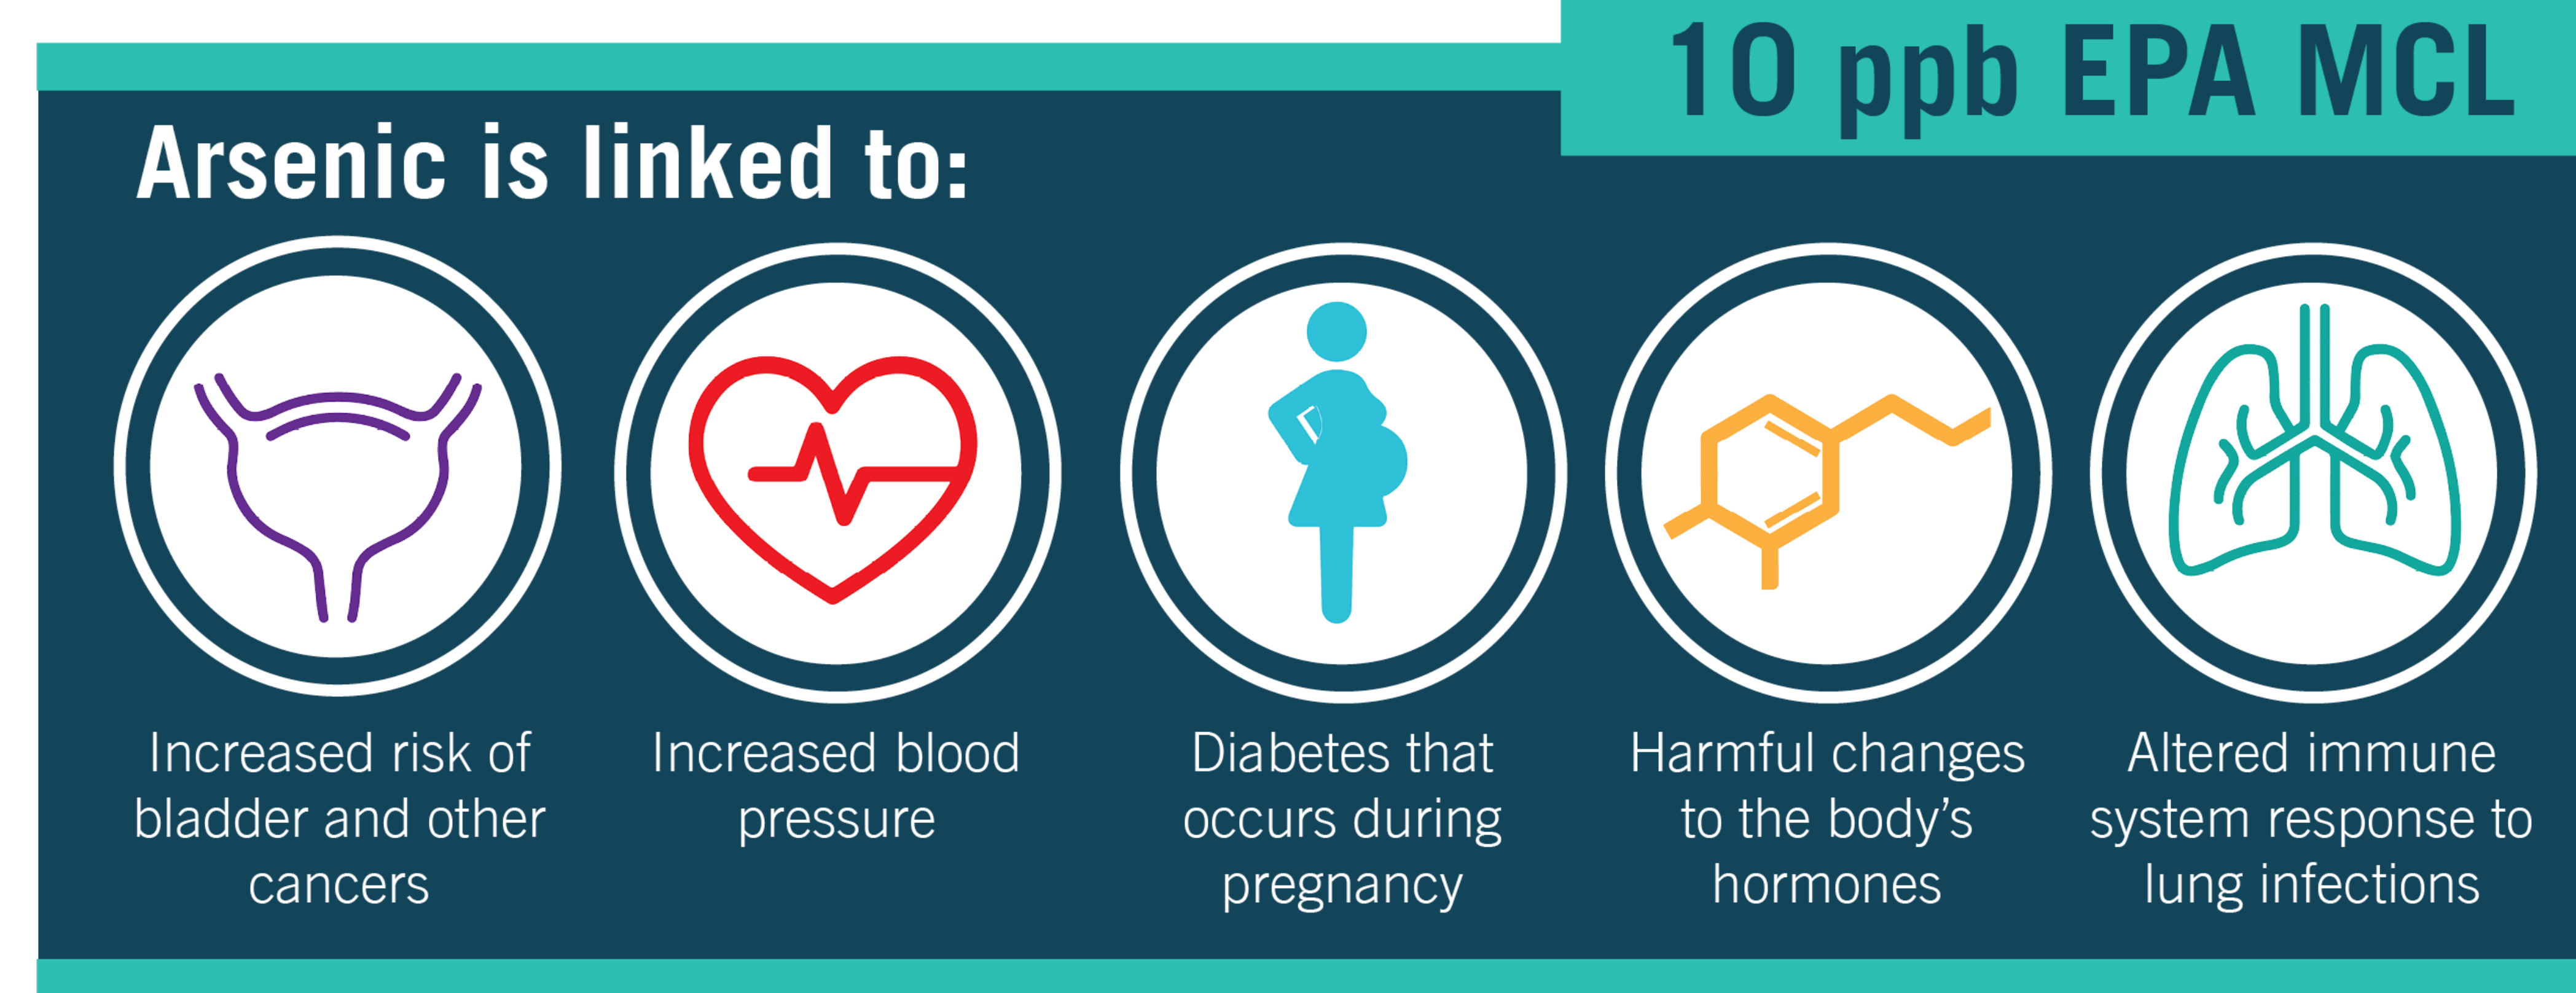 10 ppb EPA MCL
Arsenic is linked to:
Increased risk of
bladder and other
cancers
Increased blood
pressure
Diabetes that
occurs during
pregnancy
Harmful changes
to the body’s
hormones
Altered immune
system response to
lung infections